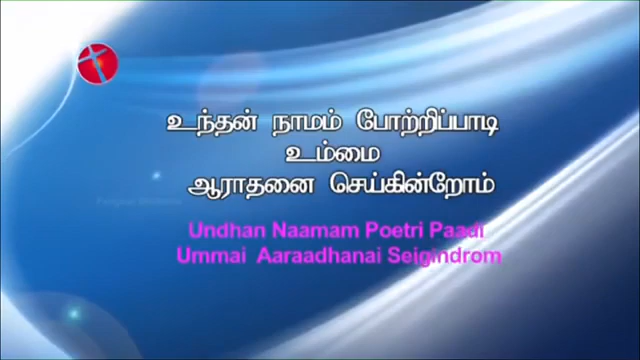 உந்தன் நாமம் போற்றிப்பாடி
உம்மை
ஆராதனை செய்கின்றோம்
Undhan Naamam Poetri Paadi
Ummai Aaraadhanai Seigindrom